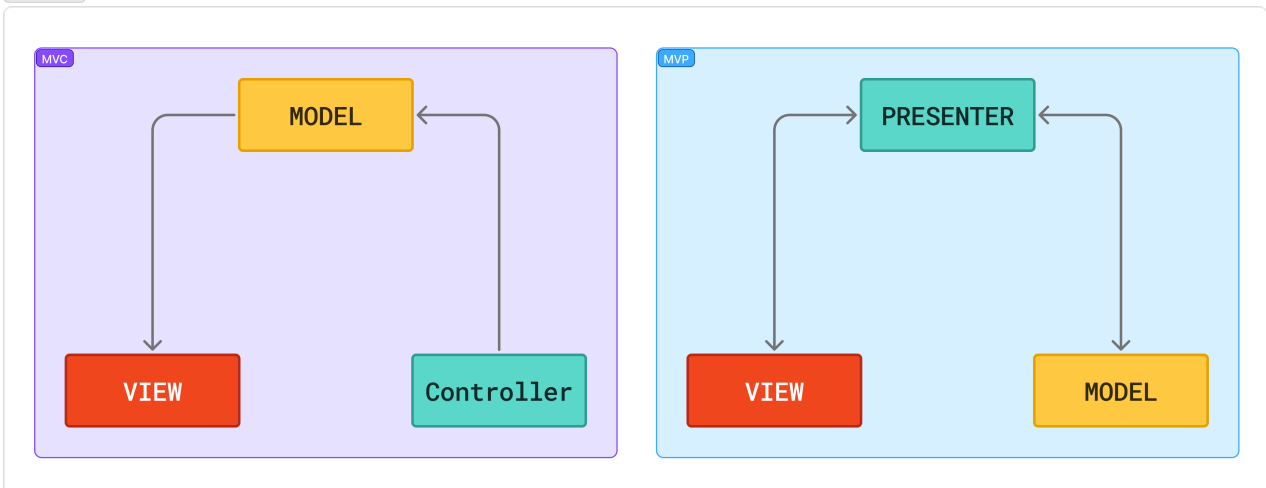 MVC
MODEL
VIEW
Controller
MVP
PRESENTER
VIEW
MODEL